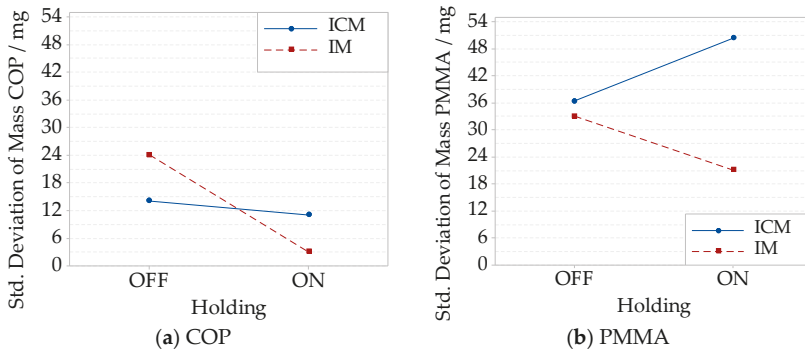 Std. Deviation of Mass COP / mg
54
48
42
36
30
24
18
12
6
0
ICM
IM
OFF
ON
Holding
(a) COP
Std. Deviation of Mass PMMA / mg
54
48
42
36
30
24
18
12
6
0
ICM
IM
OFF
ON
Holding
(b) PMMA